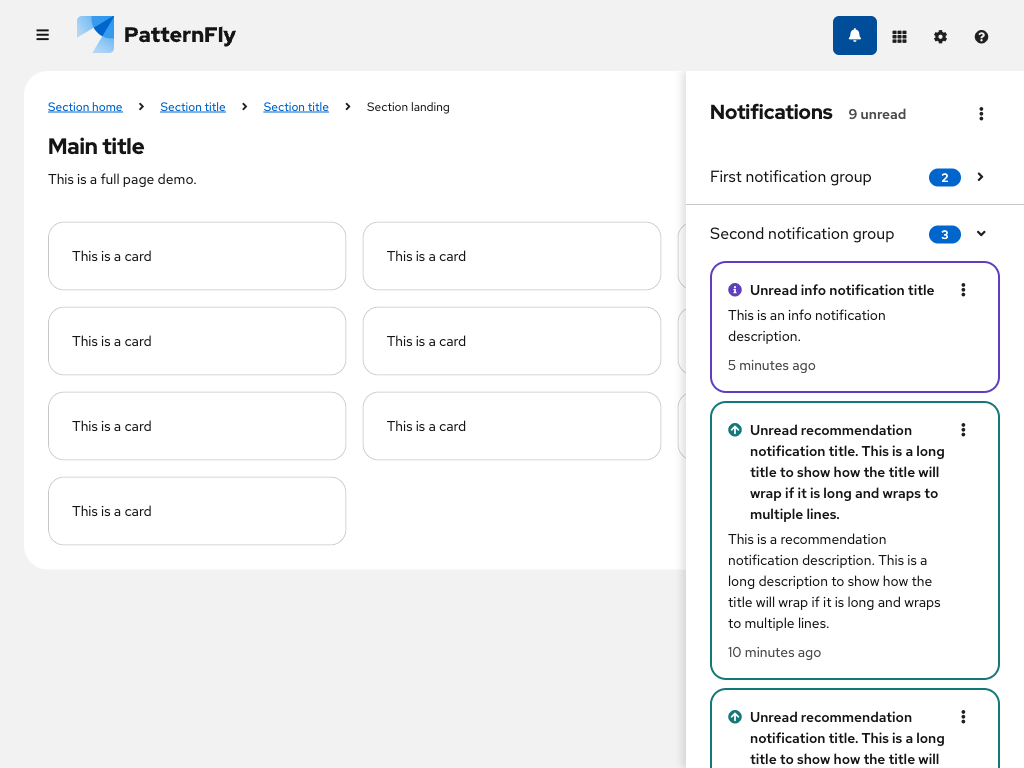 PatternFly
Section home
Section title
Section title
Section landing
Main title
This is a full page demo.
This is a card
This is a card
This is a card
This is a card
This is a card
This is a card
This is a card
Notifications
9 unread
First notification group
2
Second notification group
3
Unread info notification title
This is an info notification
description.
5 minutes ago
Unread recommendation
notification title. This is a long
title to show how the title will
wrap if it is long and wraps to
multiple lines.
This is a recommendation
notification description. This is a
long description to show how the
title will wrap if it is long and wraps
to multiple lines.
10 minutes ago
Unread recommendation
notification title. This is a long
title to show how the title will